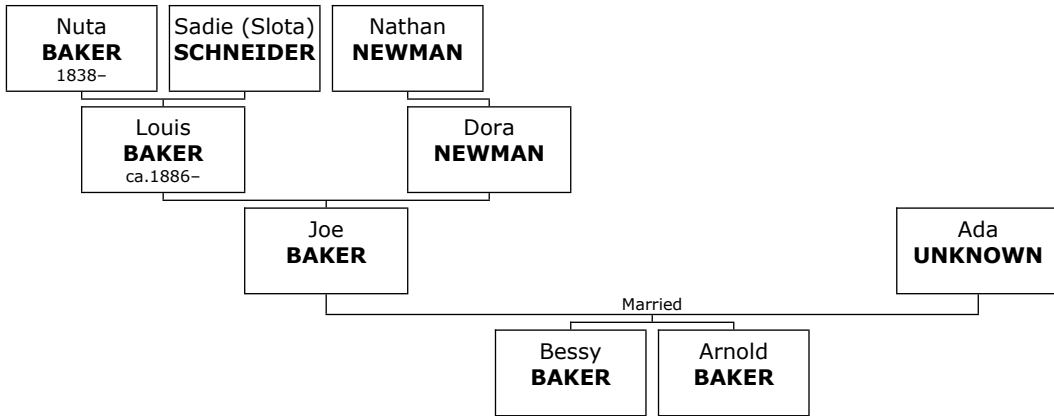 Nuta
BAKER
1838–
Sadie (Slota)
SCHNEIDER
Nathan
NEWMAN
Louis
BAKER
ca.1886–
Dora
NEWMAN
Joe
BAKER
Ada
UNKNOWN
Married
Bessy
BAKER
Arnold
BAKER